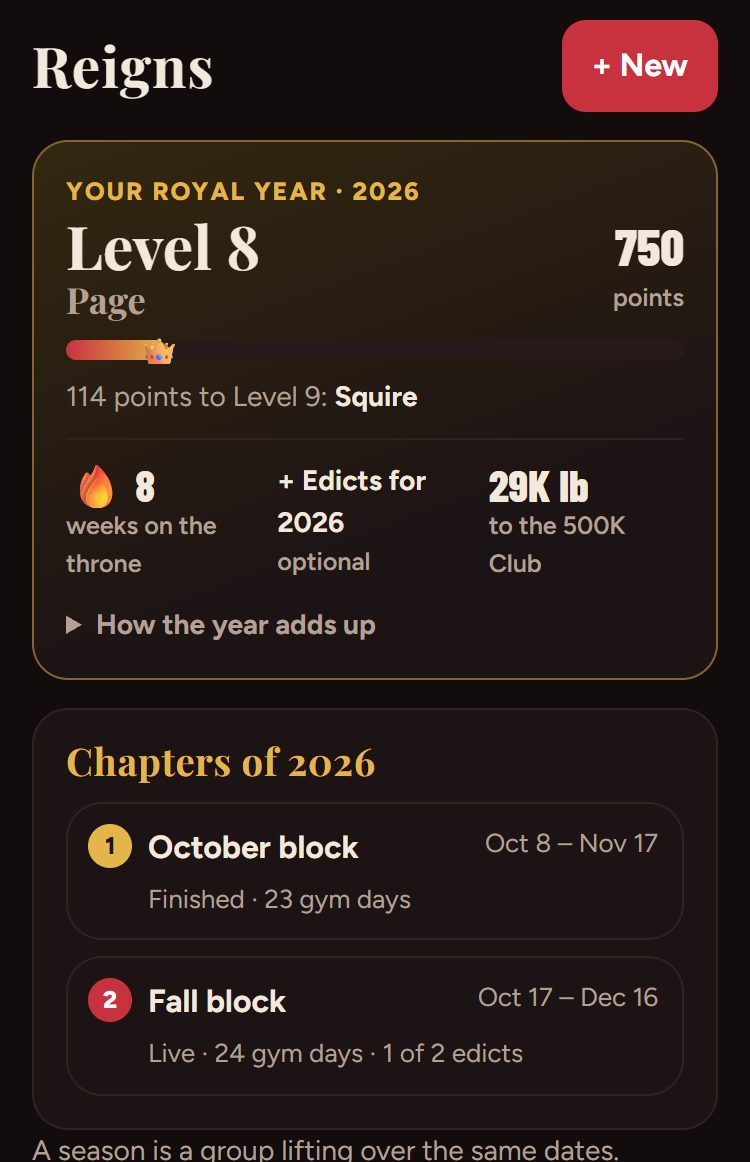 Reigns
+ New
YOUR ROYAL YEAR · 2026
Level 8
750
Page
points
114 points to Level 9: Squire
8
weeks on the
throne
+ Edicts for
2026
optional
29K lb
to the 500K
Club
How the year adds up
Chapters of 2026
1
October block
Oct 8 – Nov 17
Finished · 23 gym days
2
Fall block
Oct 17 – Dec 16
Live · 24 gym days · 1 of 2 edicts
A season is a group lifting over the same dates.